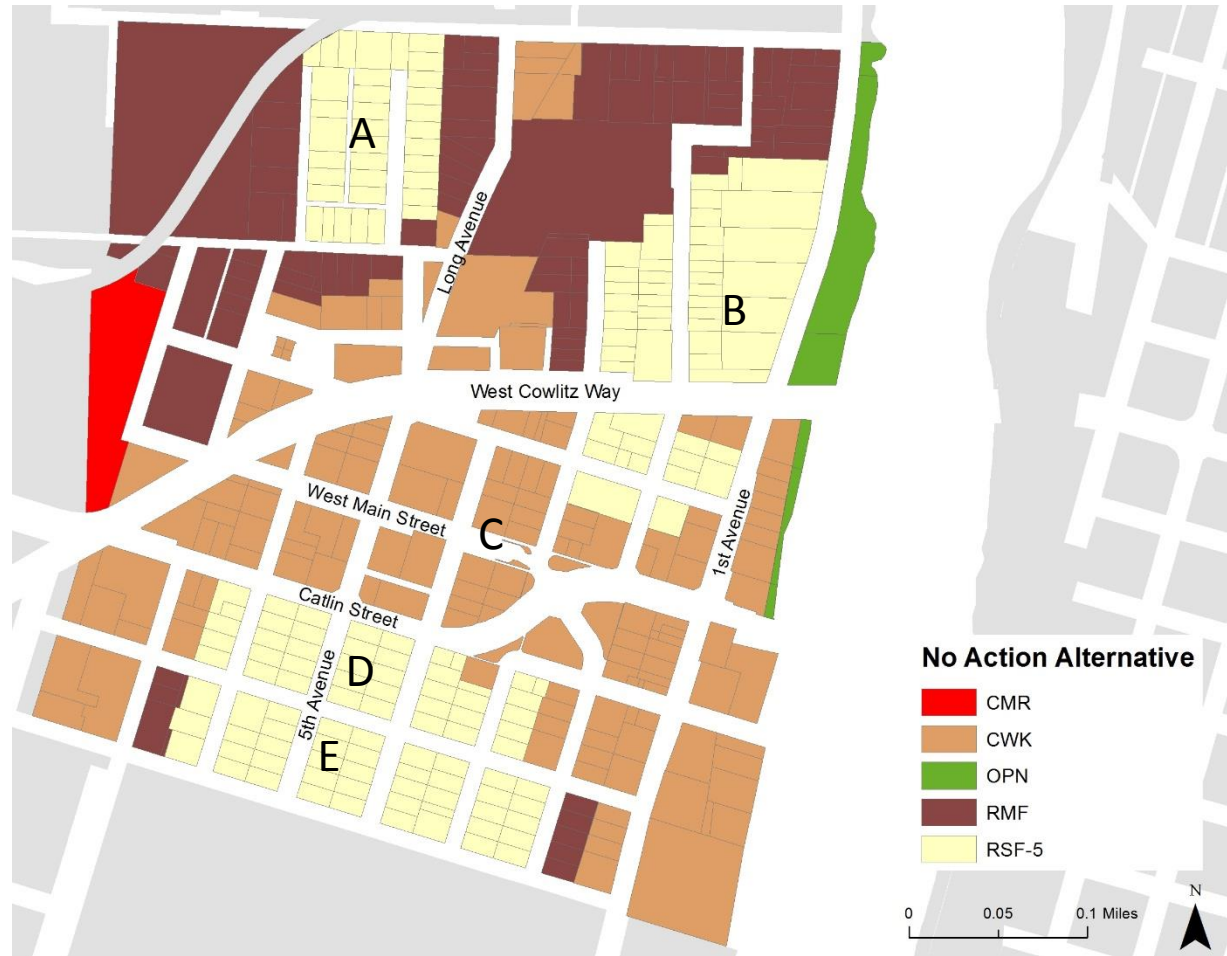 A
Long Avenue
B
West Cowlitz Way
West Main Street
C
1st Avenue
Catlin Street
D
5th Avenue
E
No Action Alternative
CMR
CWK
OPN
RMF
RSF-5
N
0 0.05 0.1 Miles